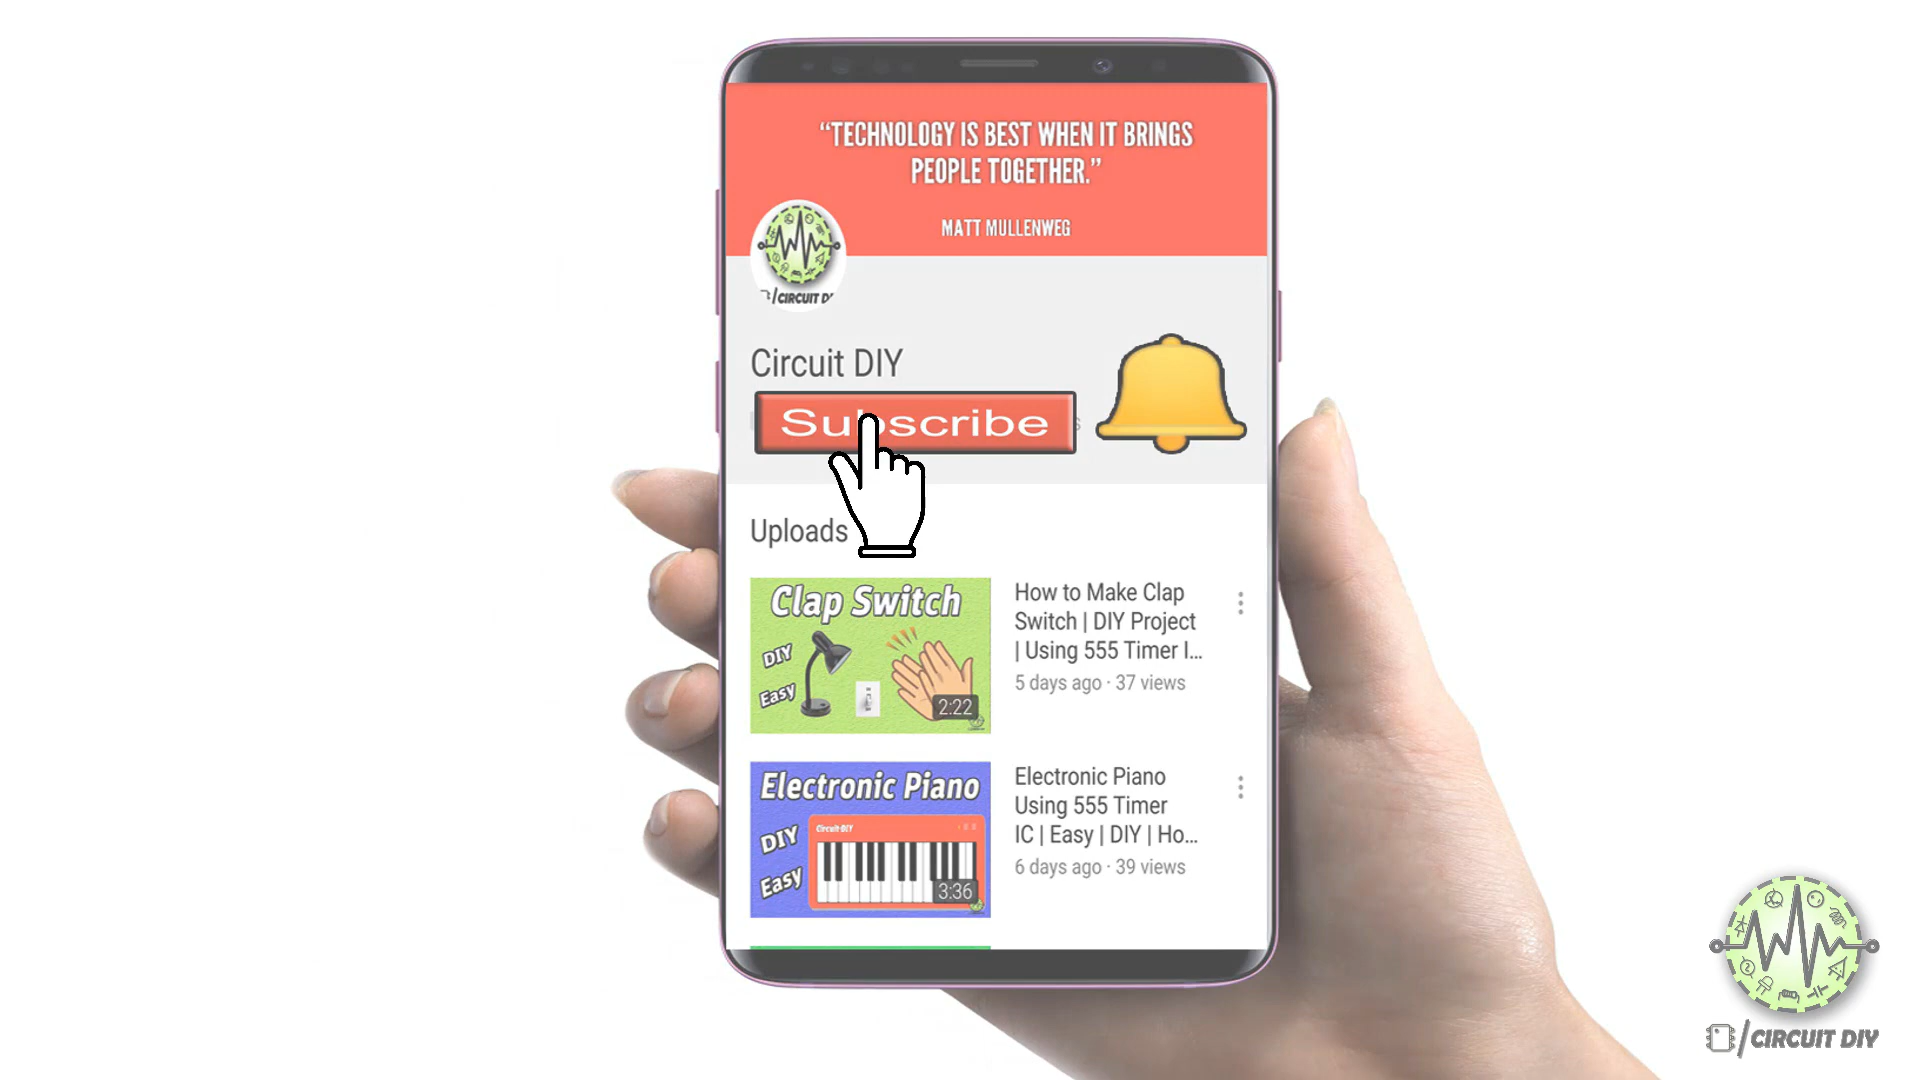 “TECHNOLOGY IS BEST WHEN IT BRINGS
PEOPLE TOGETHER.”
MATT MULLENWEG
/CIRCUIT DI
Circuit DIY
Subscribe
Uploads
Clap Switch
DIY
Easy
2:22
How to Make Clap
Switch | DIY Project
| Using 555 Timer I...
5 days ago · 37 views
Electronic Piano
DIY
Easy
Circuit DIY
3:36
Electronic Piano
Using 555 Timer
IC | Easy | DIY | Ho...
6 days ago · 39 views
/CIRCUIT DIY